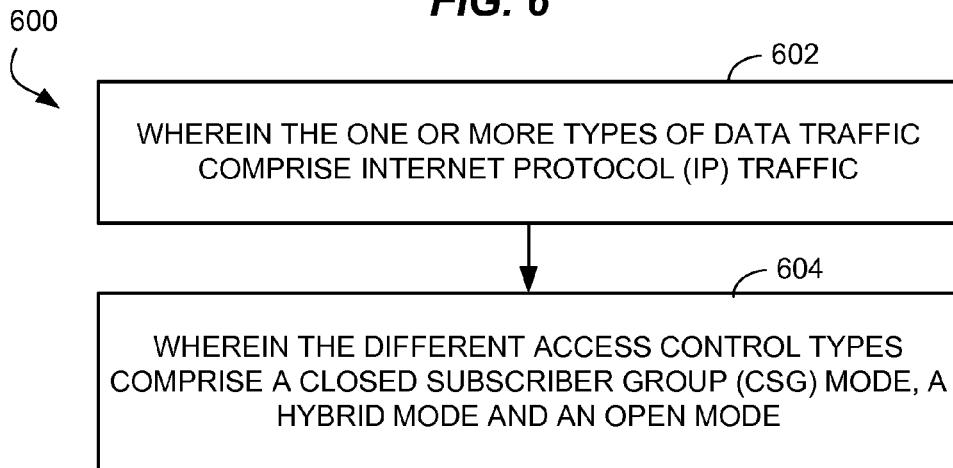 FIG. 6
600
602
WHEREIN THE ONE OR MORE TYPES OF DATA TRAFFIC
COMPRISE INTERNET PROTOCOL (IP) TRAFFIC
604
WHEREIN THE DIFFERENT ACCESS CONTROL TYPES
COMPRISE A CLOSED SUBSCRIBER GROUP (CSG) MODE, A
HYBRID MODE AND AN OPEN MODE